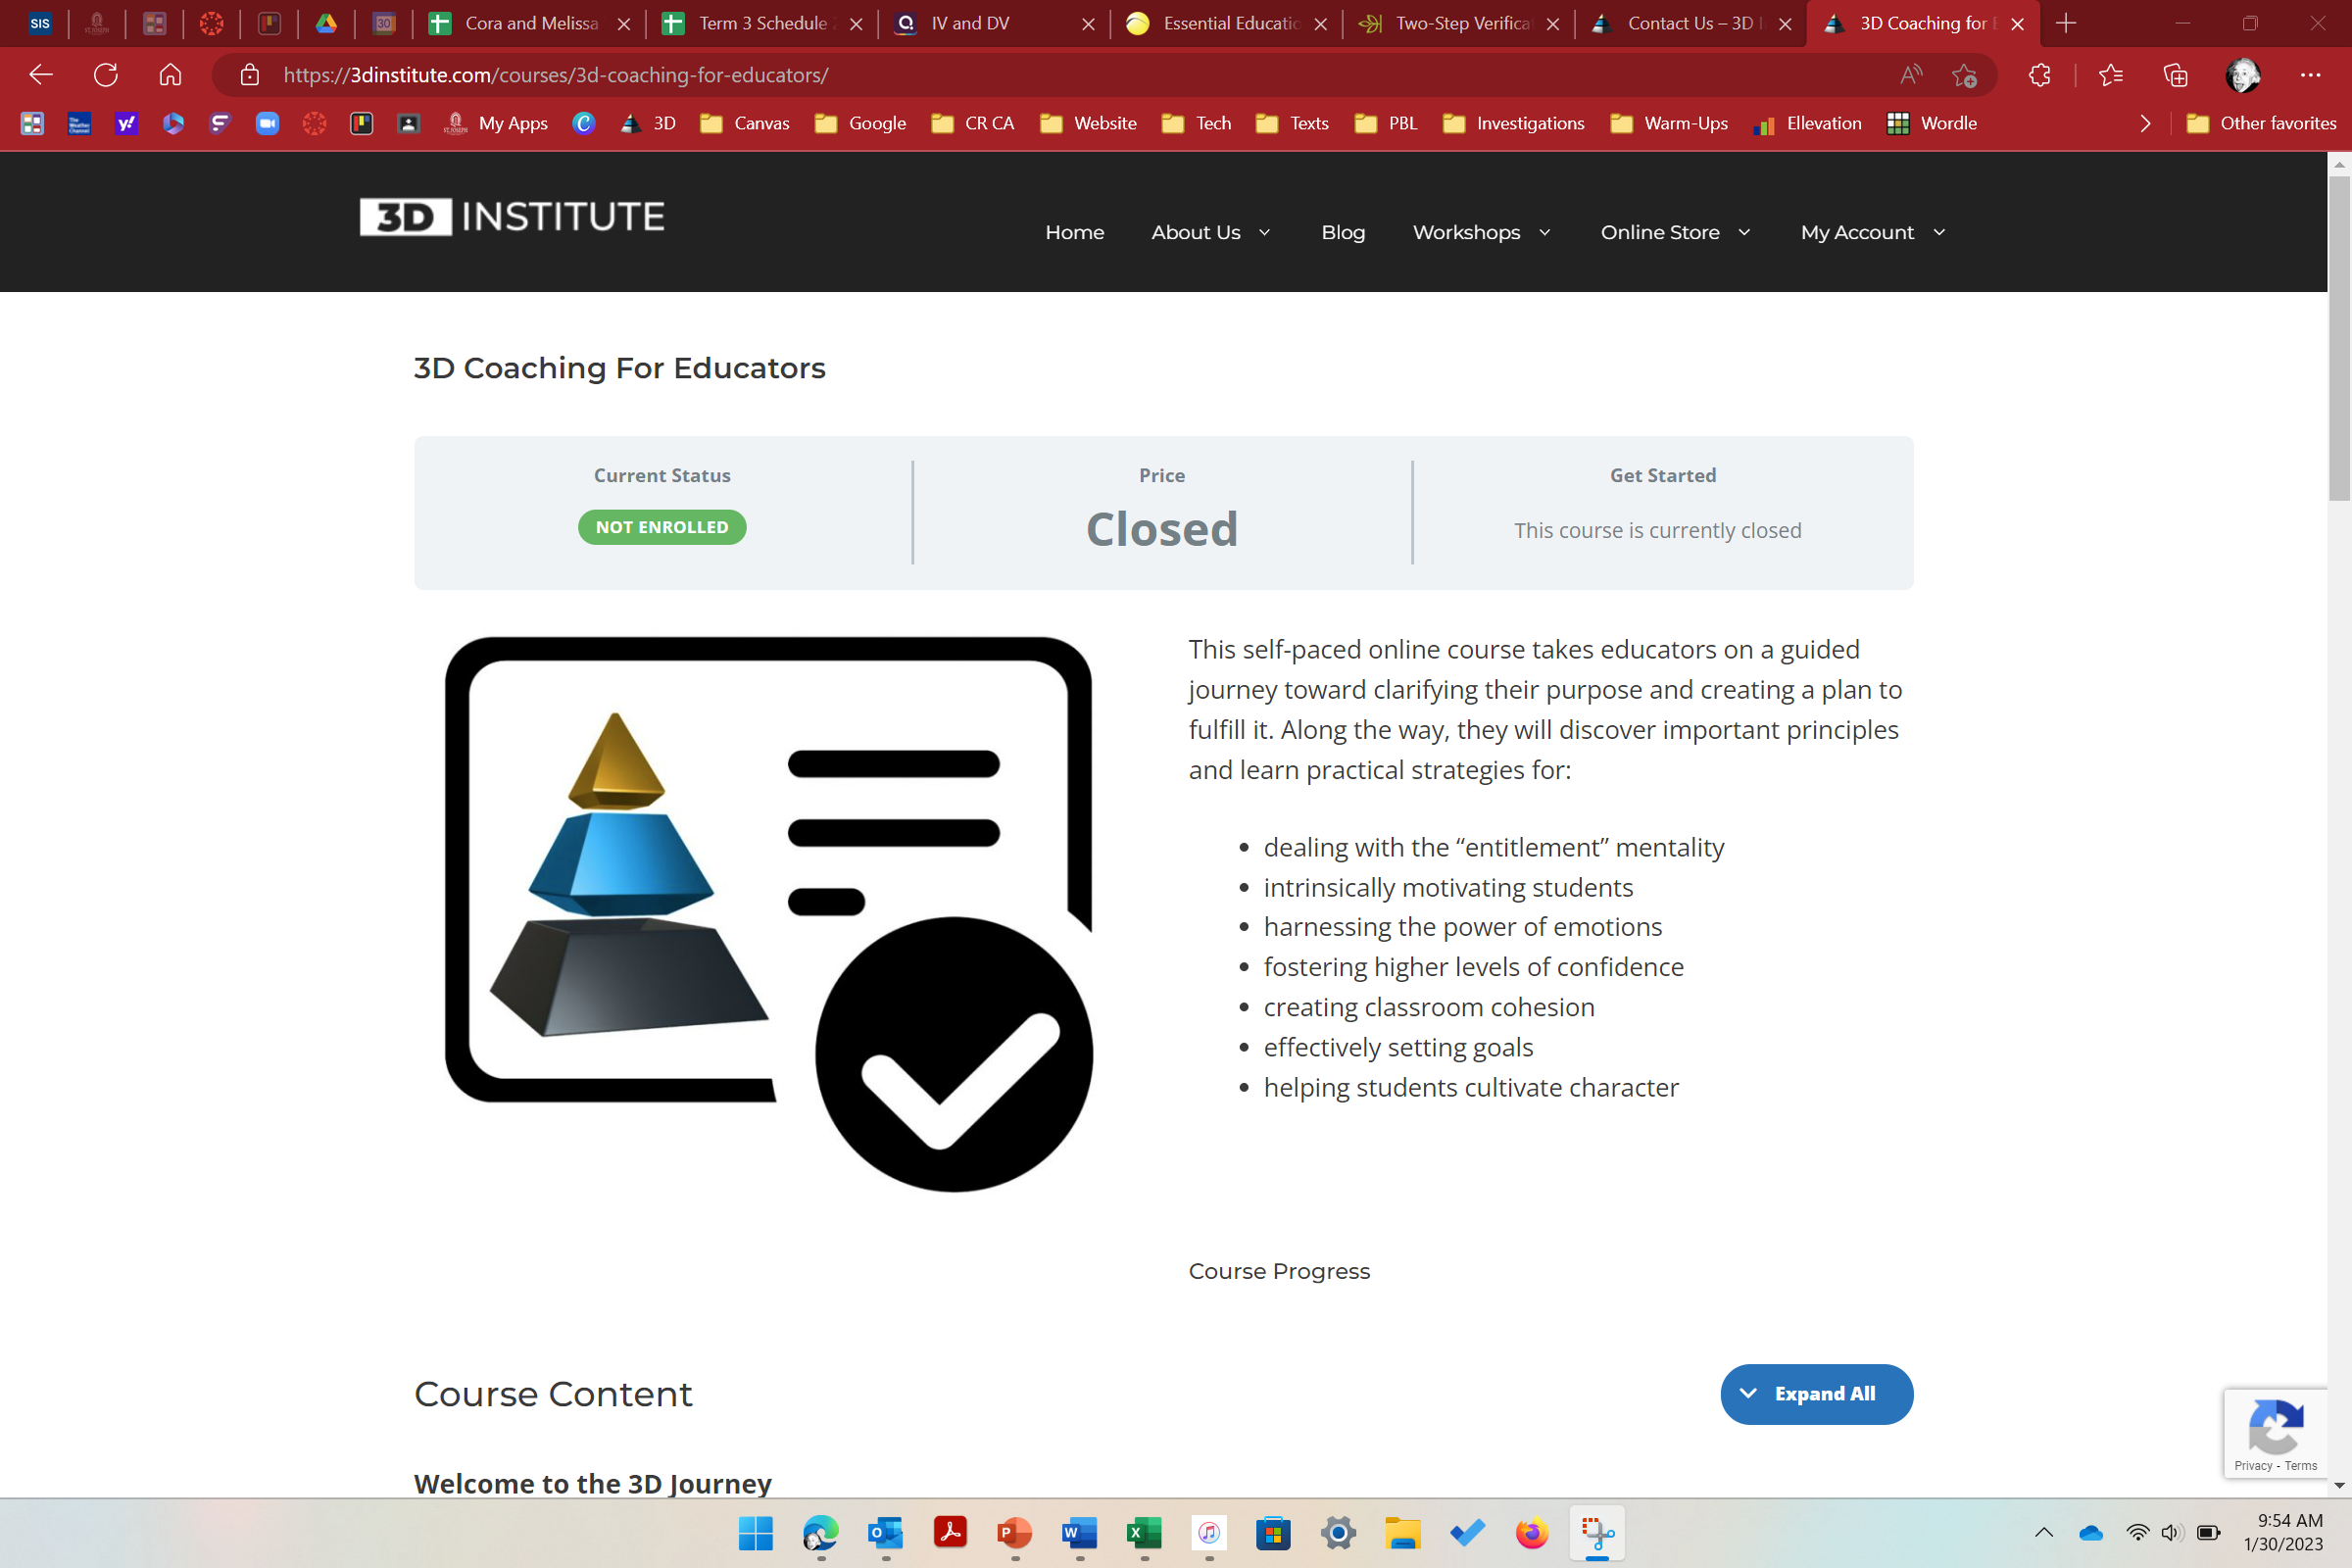 SIS
30
Cora and Melissa
Term 3 Schedule
IV and DV
Essential Educatio
Two-Step Verifica
Contact Us – 3D I
3D Coaching for E
https://3dinstitute.com/courses/3d-coaching-for-educators/
My Apps
3D
Canvas
Google
CR CA
Website
Tech
Texts
PBL
Investigations
Warm-Ups
Ellevation
Wordle
Other favorites
3D INSTITUTE
Home
About Us
Blog
Workshops
Online Store
My Account
3D Coaching For Educators
Current Status
NOT ENROLLED
Price
Closed
Get Started
This course is currently closed
This self-paced online course takes educators on a guided
journey toward clarifying their purpose and creating a plan to
fulfill it. Along the way, they will discover important principles
and learn practical strategies for:
• dealing with the “entitlement” mentality
• intrinsically motivating students
• harnessing the power of emotions
• fostering higher levels of confidence
• creating classroom cohesion
• effectively setting goals
• helping students cultivate character
Course Progress
Course Content
Expand All
Welcome to the 3D Journey
Privacy - Terms
9:54 AM
1/30/2023